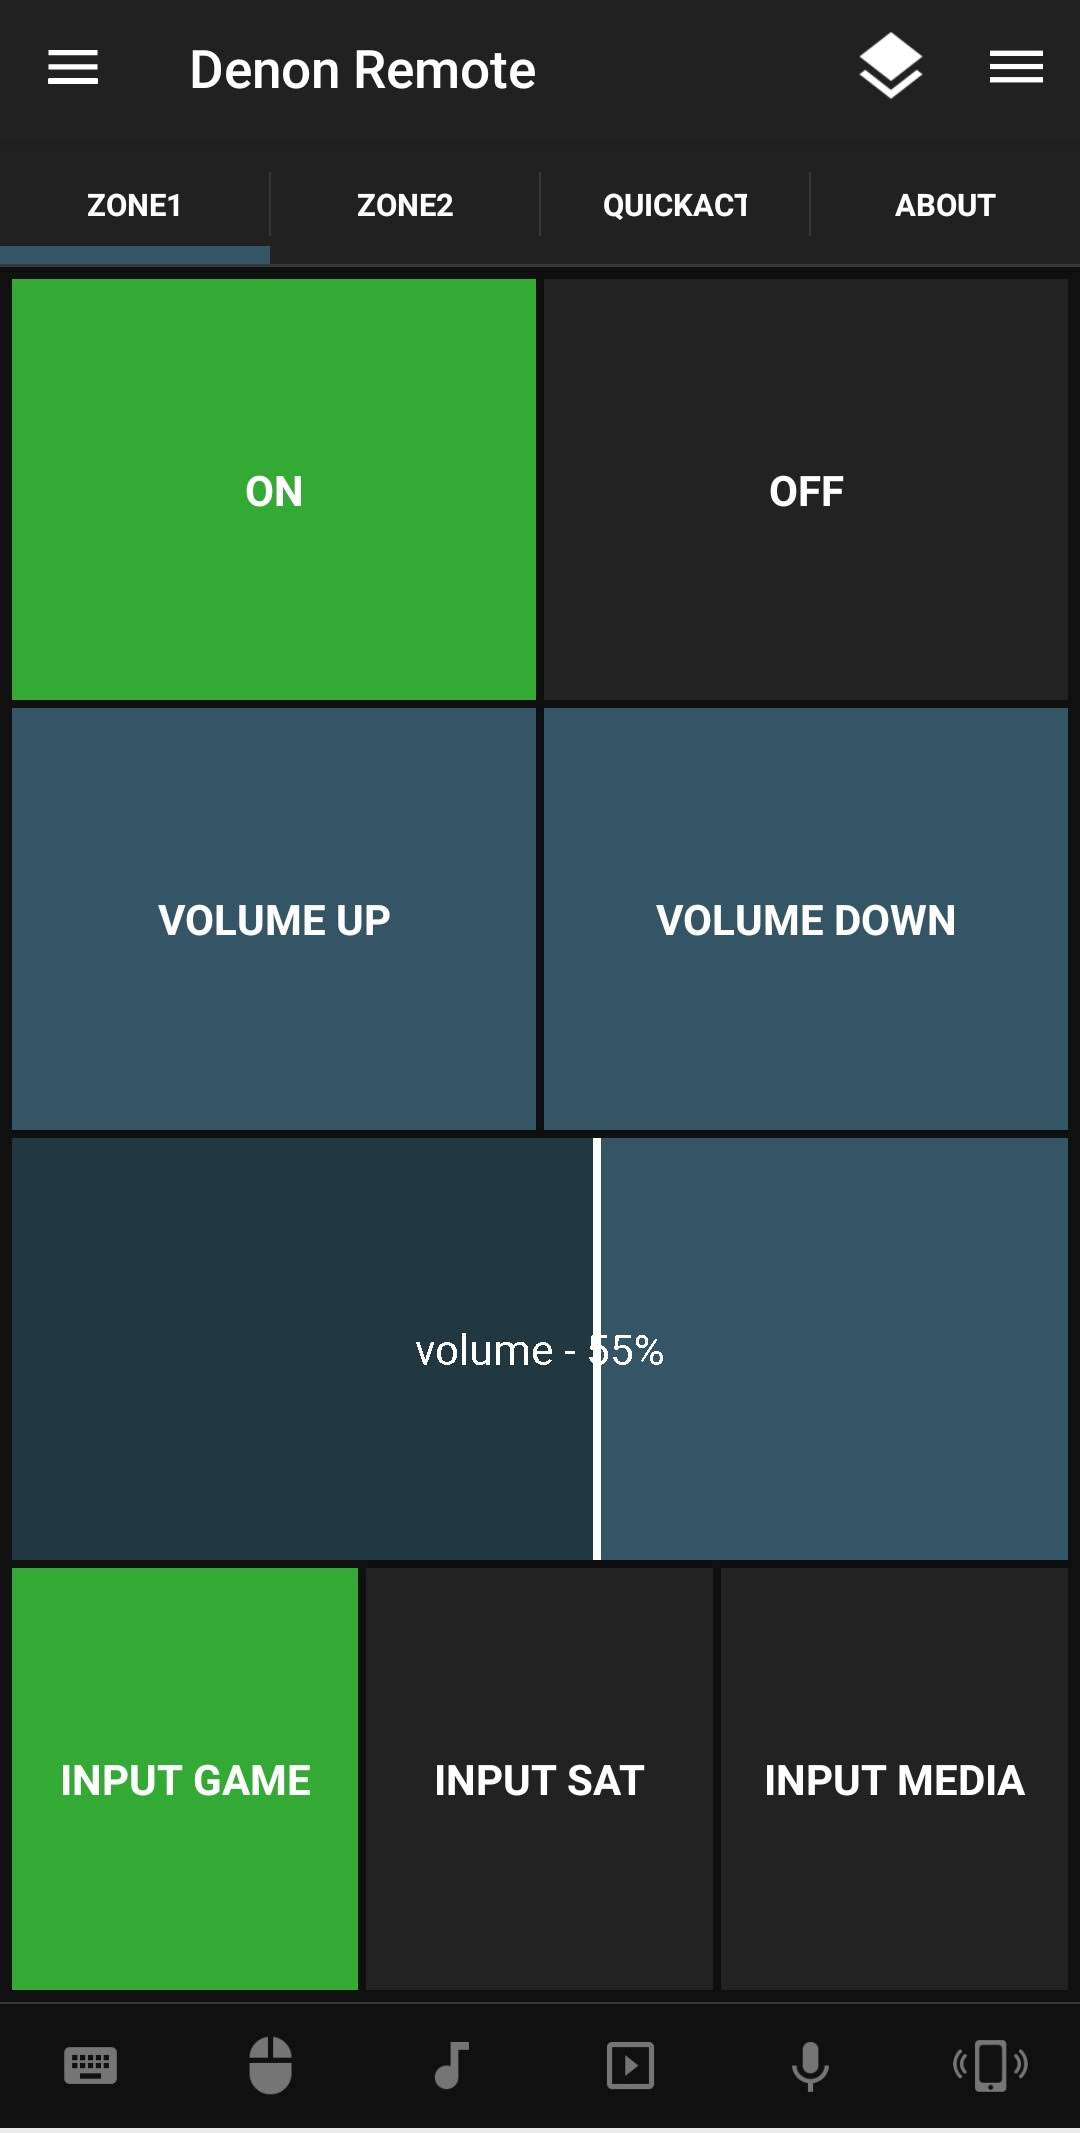 Denon Remote
ZONE1 ZONE2 QUICKACT ABOUT
ON OFF
VOLUME UP VOLUME DOWN
volume - 55%
INPUT GAME INPUT SAT INPUT MEDIA